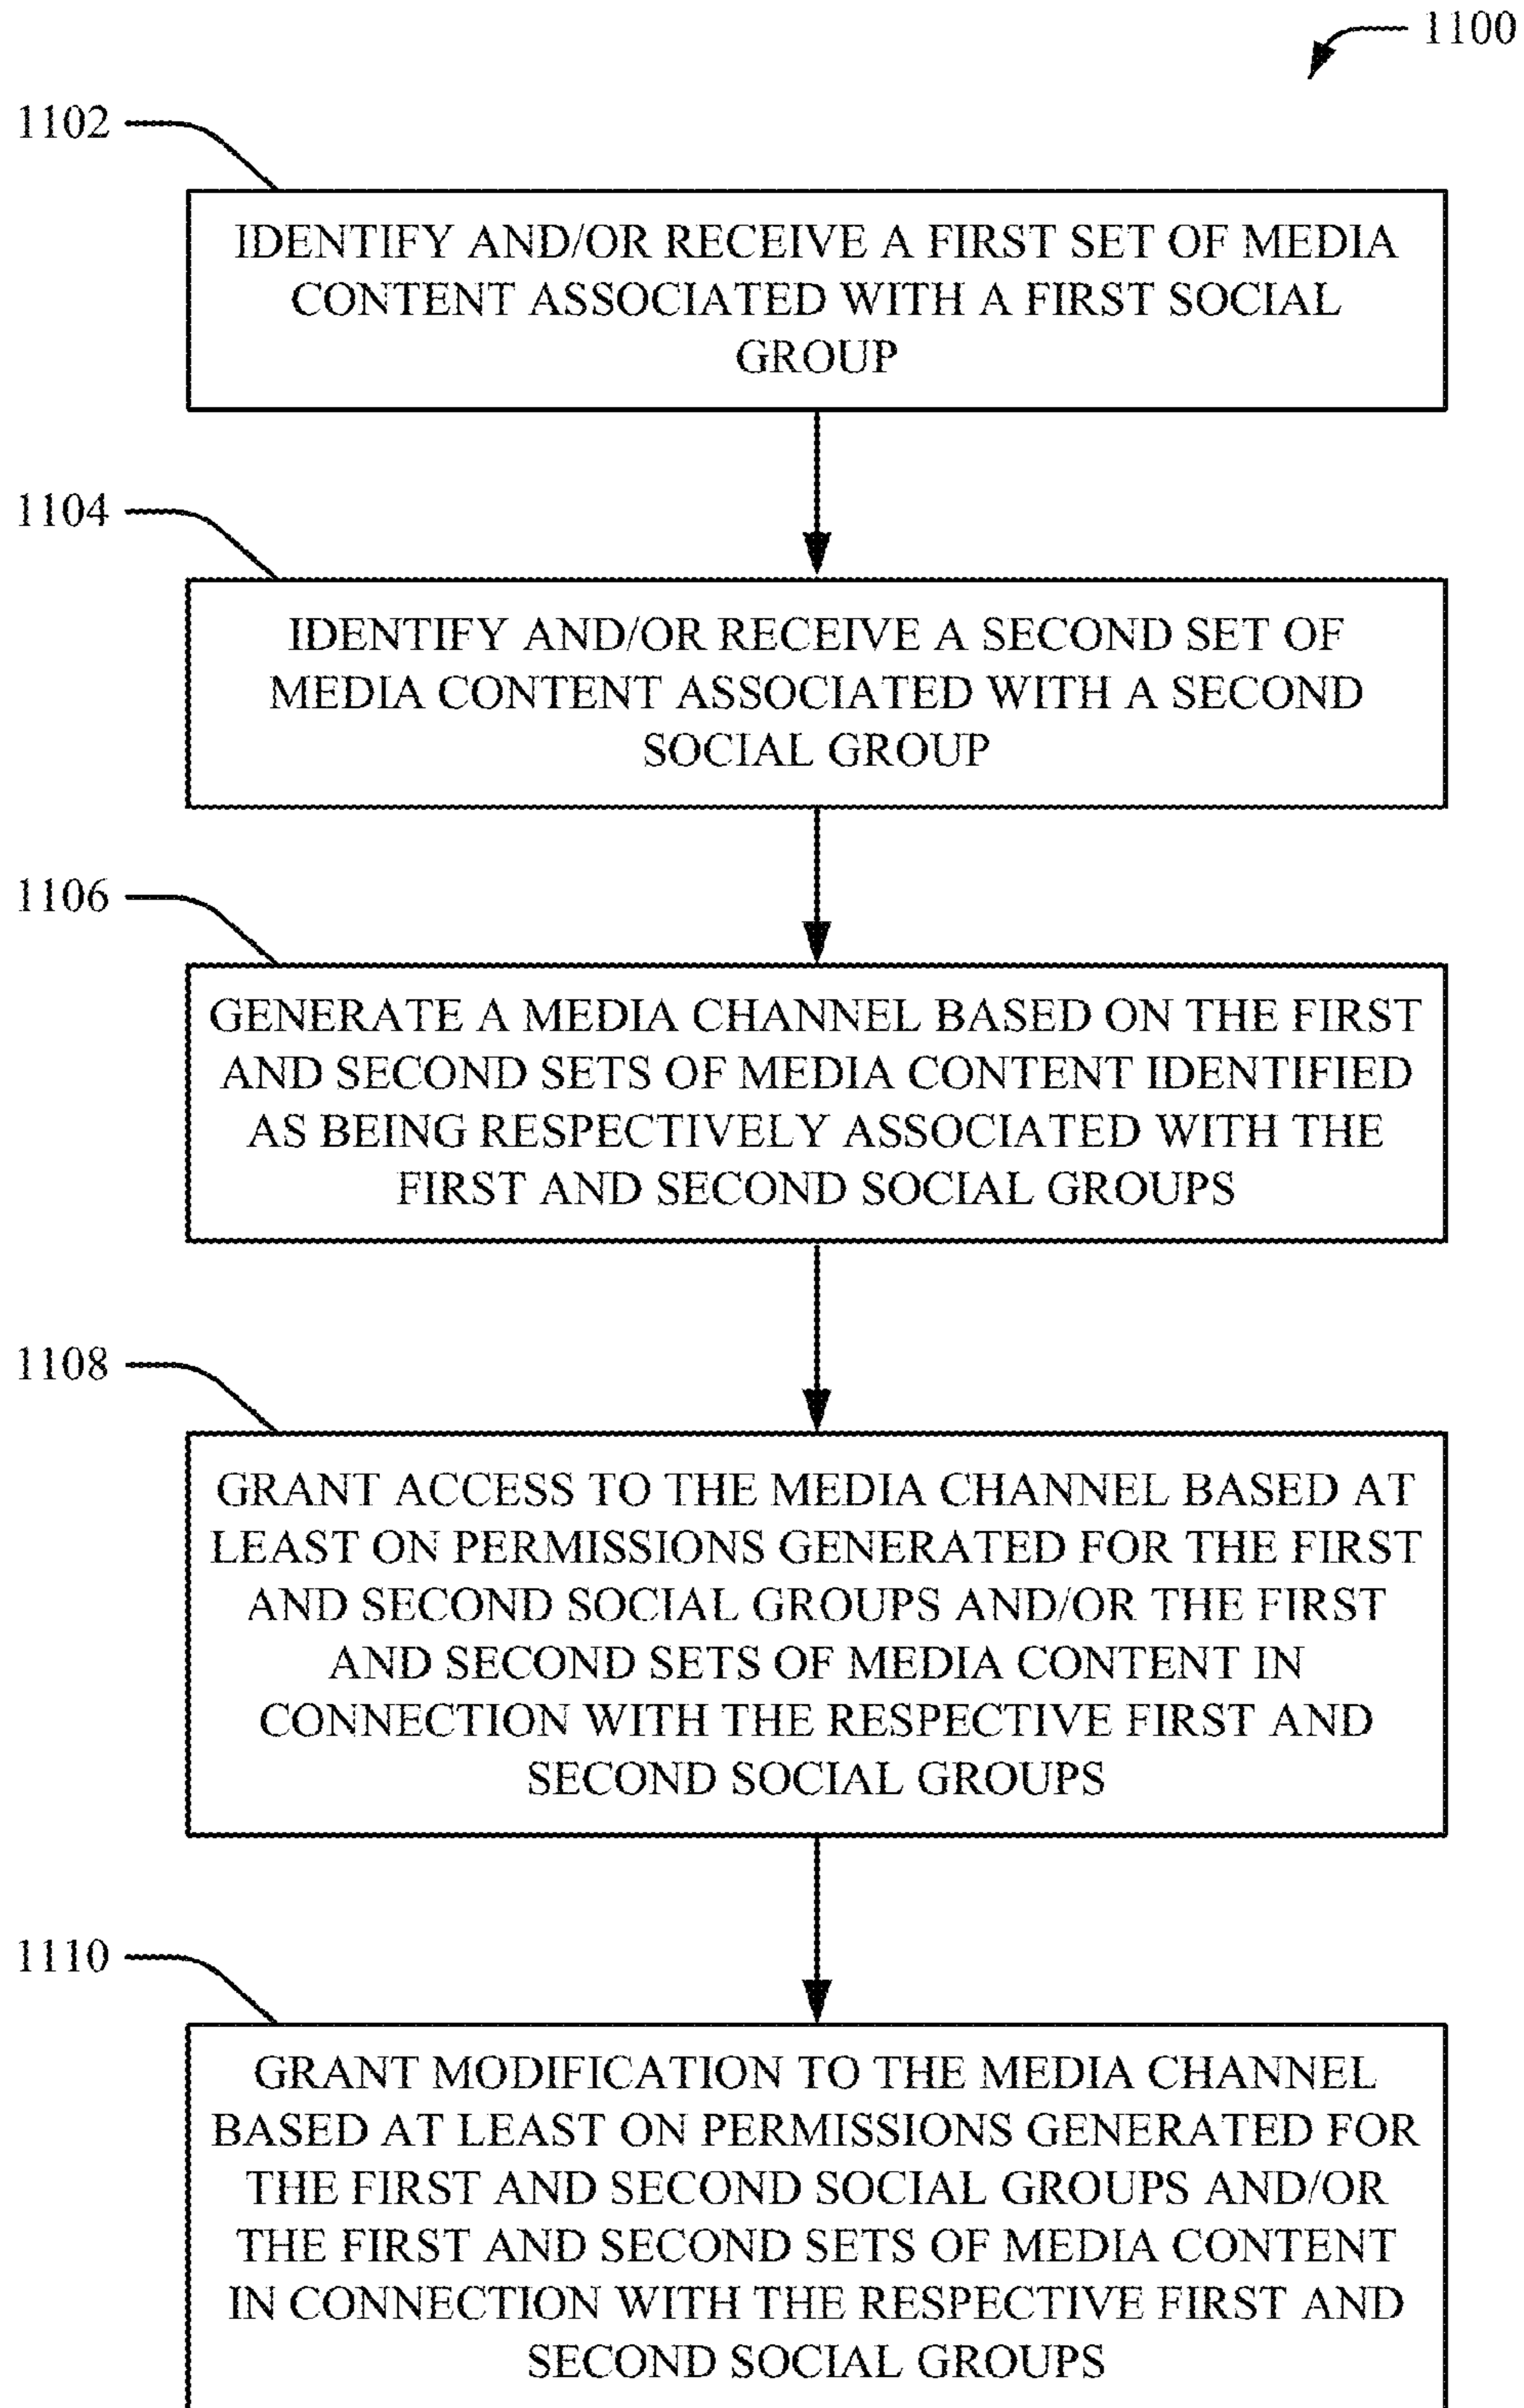 1100
1102
IDENTIFY AND/OR RECEIVE A FIRST SET OF MEDIA
CONTENT ASSOCIATED WITH A FIRST SOCIAL
GROUP
1104
IDENTIFY AND/OR RECEIVE A SECOND SET OF
MEDIA CONTENT ASSOCIATED WITH A SECOND
SOCIAL GROUP
1106
GENERATE A MEDIA CHANNEL BASED ON THE FIRST
AND SECOND SETS OF MEDIA CONTENT IDENTIFIED
AS BEING RESPECTIVELY ASSOCIATED WITH THE
FIRST AND SECOND SOCIAL GROUPS
1108
GRANT ACCESS TO THE MEDIA CHANNEL BASED AT
LEAST ON PERMISSIONS GENERATED FOR THE FIRST
AND SECOND SOCIAL GROUPS AND/OR THE FIRST
AND SECOND SETS OF MEDIA CONTENT IN
CONNECTION WITH THE RESPECTIVE FIRST AND
SECOND SOCIAL GROUPS
1110
GRANT MODIFICATION TO THE MEDIA CHANNEL
BASED AT LEAST ON PERMISSIONS GENERATED FOR
THE FIRST AND SECOND SOCIAL GROUPS AND/OR
THE FIRST AND SECOND SETS OF MEDIA CONTENT
IN CONNECTION WITH THE RESPECTIVE FIRST AND
SECOND SOCIAL GROUPS